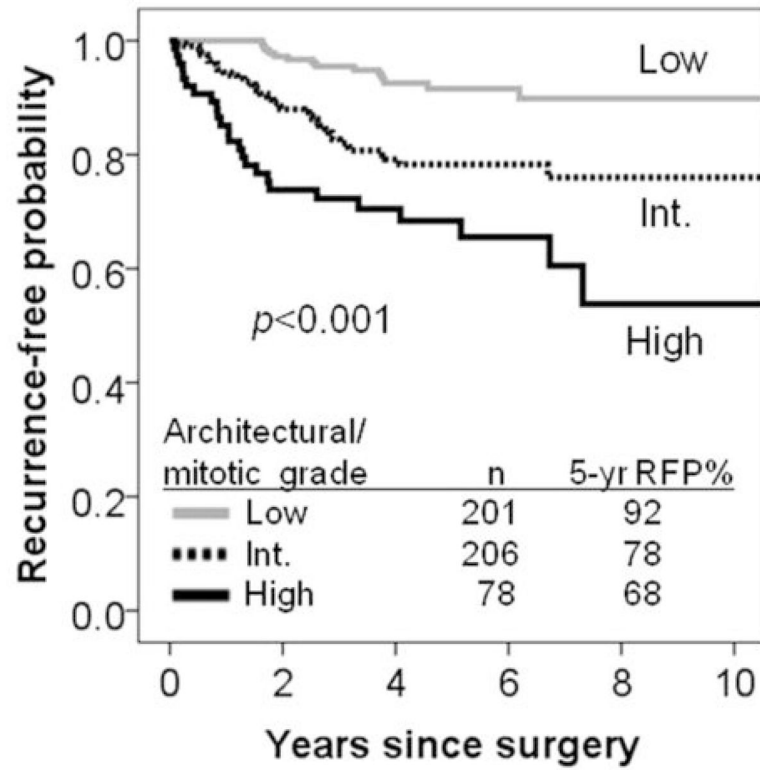 Recurrence-free probability
1.0
0.8
0.6
0.4
0.2
0.0
Low
Int.
High
p<0.001
Architectural/
mitotic grade n 5-yr RFP%
Low 201 92
Int. 206 78
High 78 68
0 2 4 6 8 10
Years since surgery